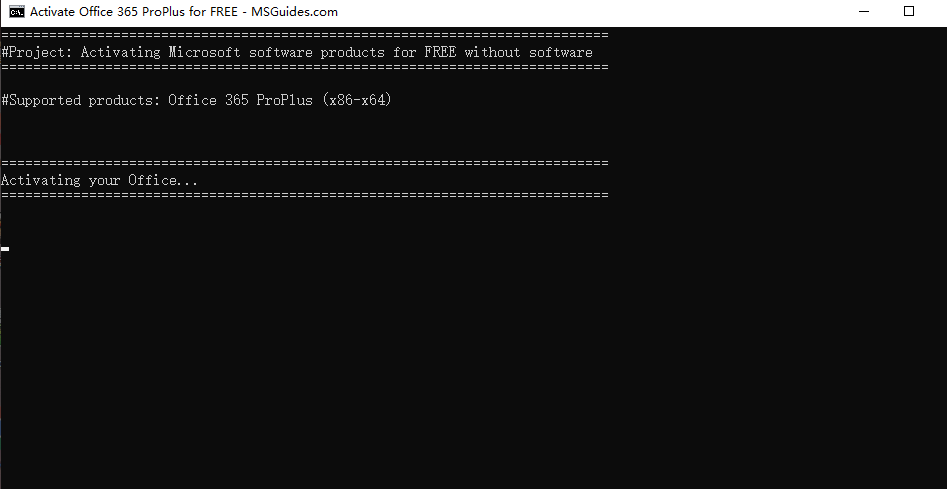 Activate Office 365 ProPlus for FREE - MSGuides.com
============================================================================
#Project: Activating Microsoft software products for FREE without software
============================================================================
#Supported products: Office 365 ProPlus (x86-x64)
============================================================================
Activating your Office...
============================================================================